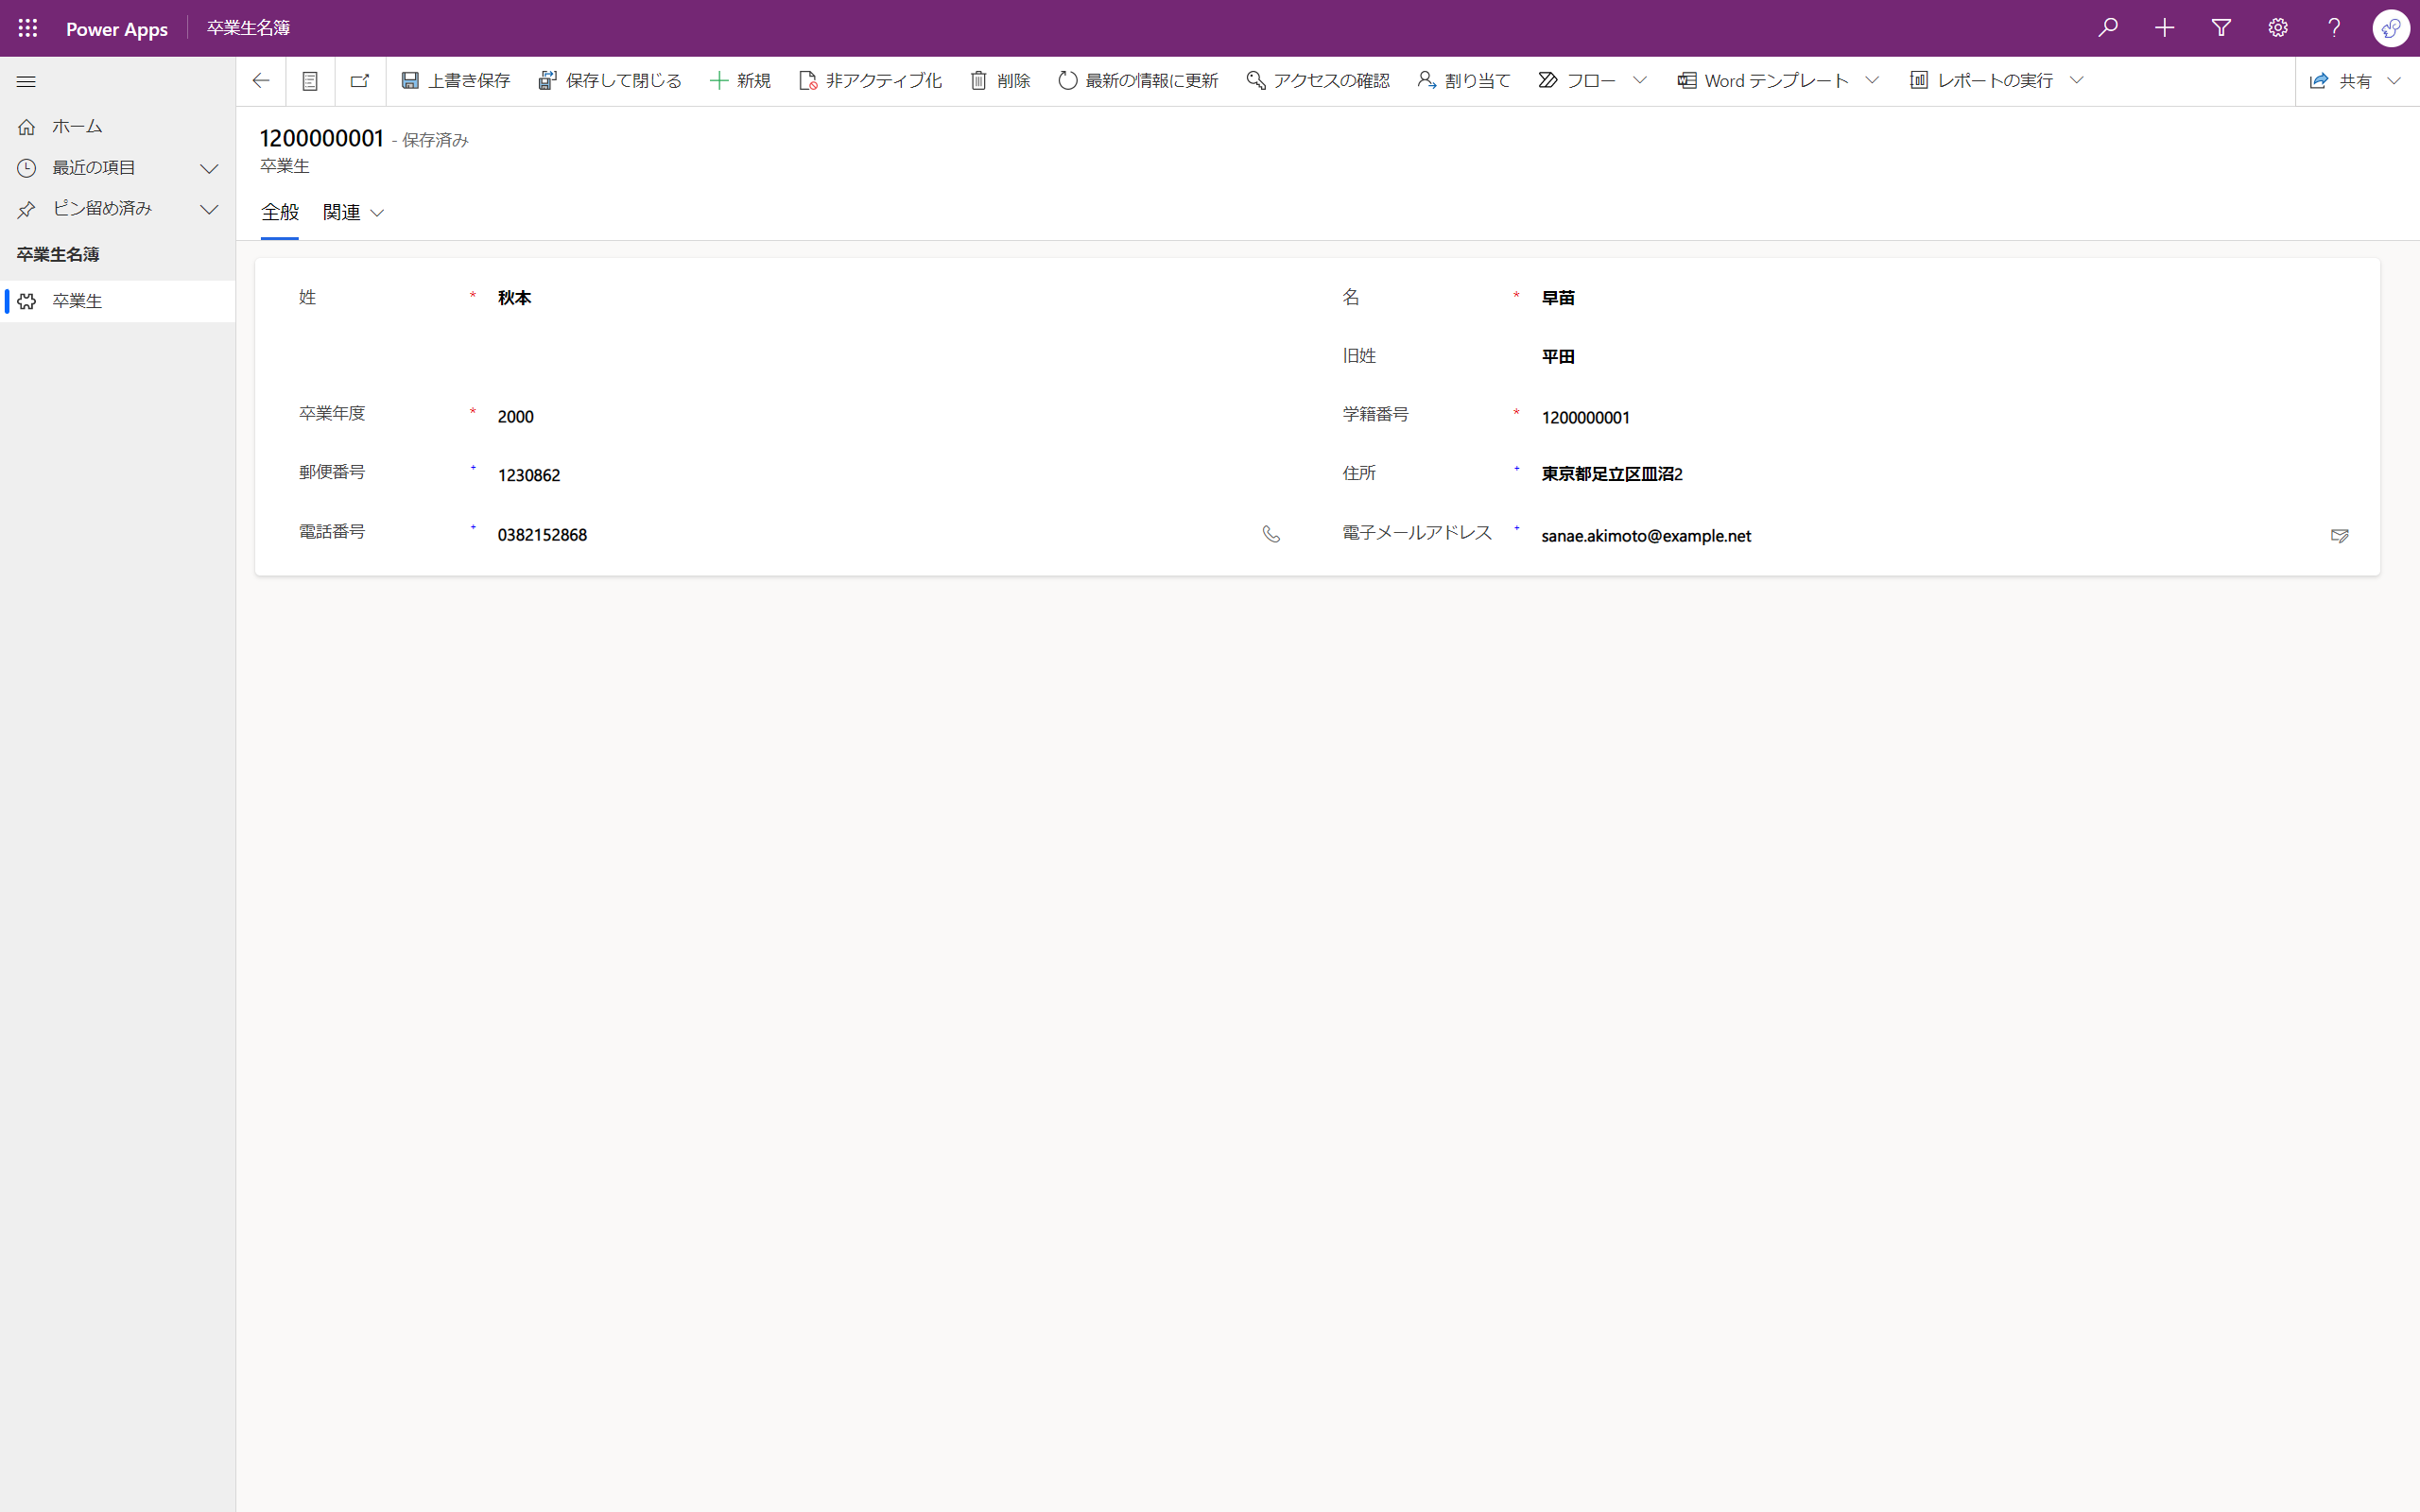 Power Apps 卒業生名簿
上書き保存 保存して閉じる 新規 非アクティブ化 削除 最新の情報に更新 アクセスの確認 割り当て フロー Word テンプレート レポートの実行 共有
ホーム
最近の項目
ピン留め済み
卒業生名簿
卒業生
1200000001 - 保存済み
卒業生
全般 関連
姓 * 秋本 名 * 早苗
旧姓 平田
卒業年度 * 2000 学籍番号 * 1200000001
郵便番号 + 1230862 住所 + 東京都足立区皿沼2
電話番号 + 0382152868 電子メールアドレス + sanae.akimoto@example.net